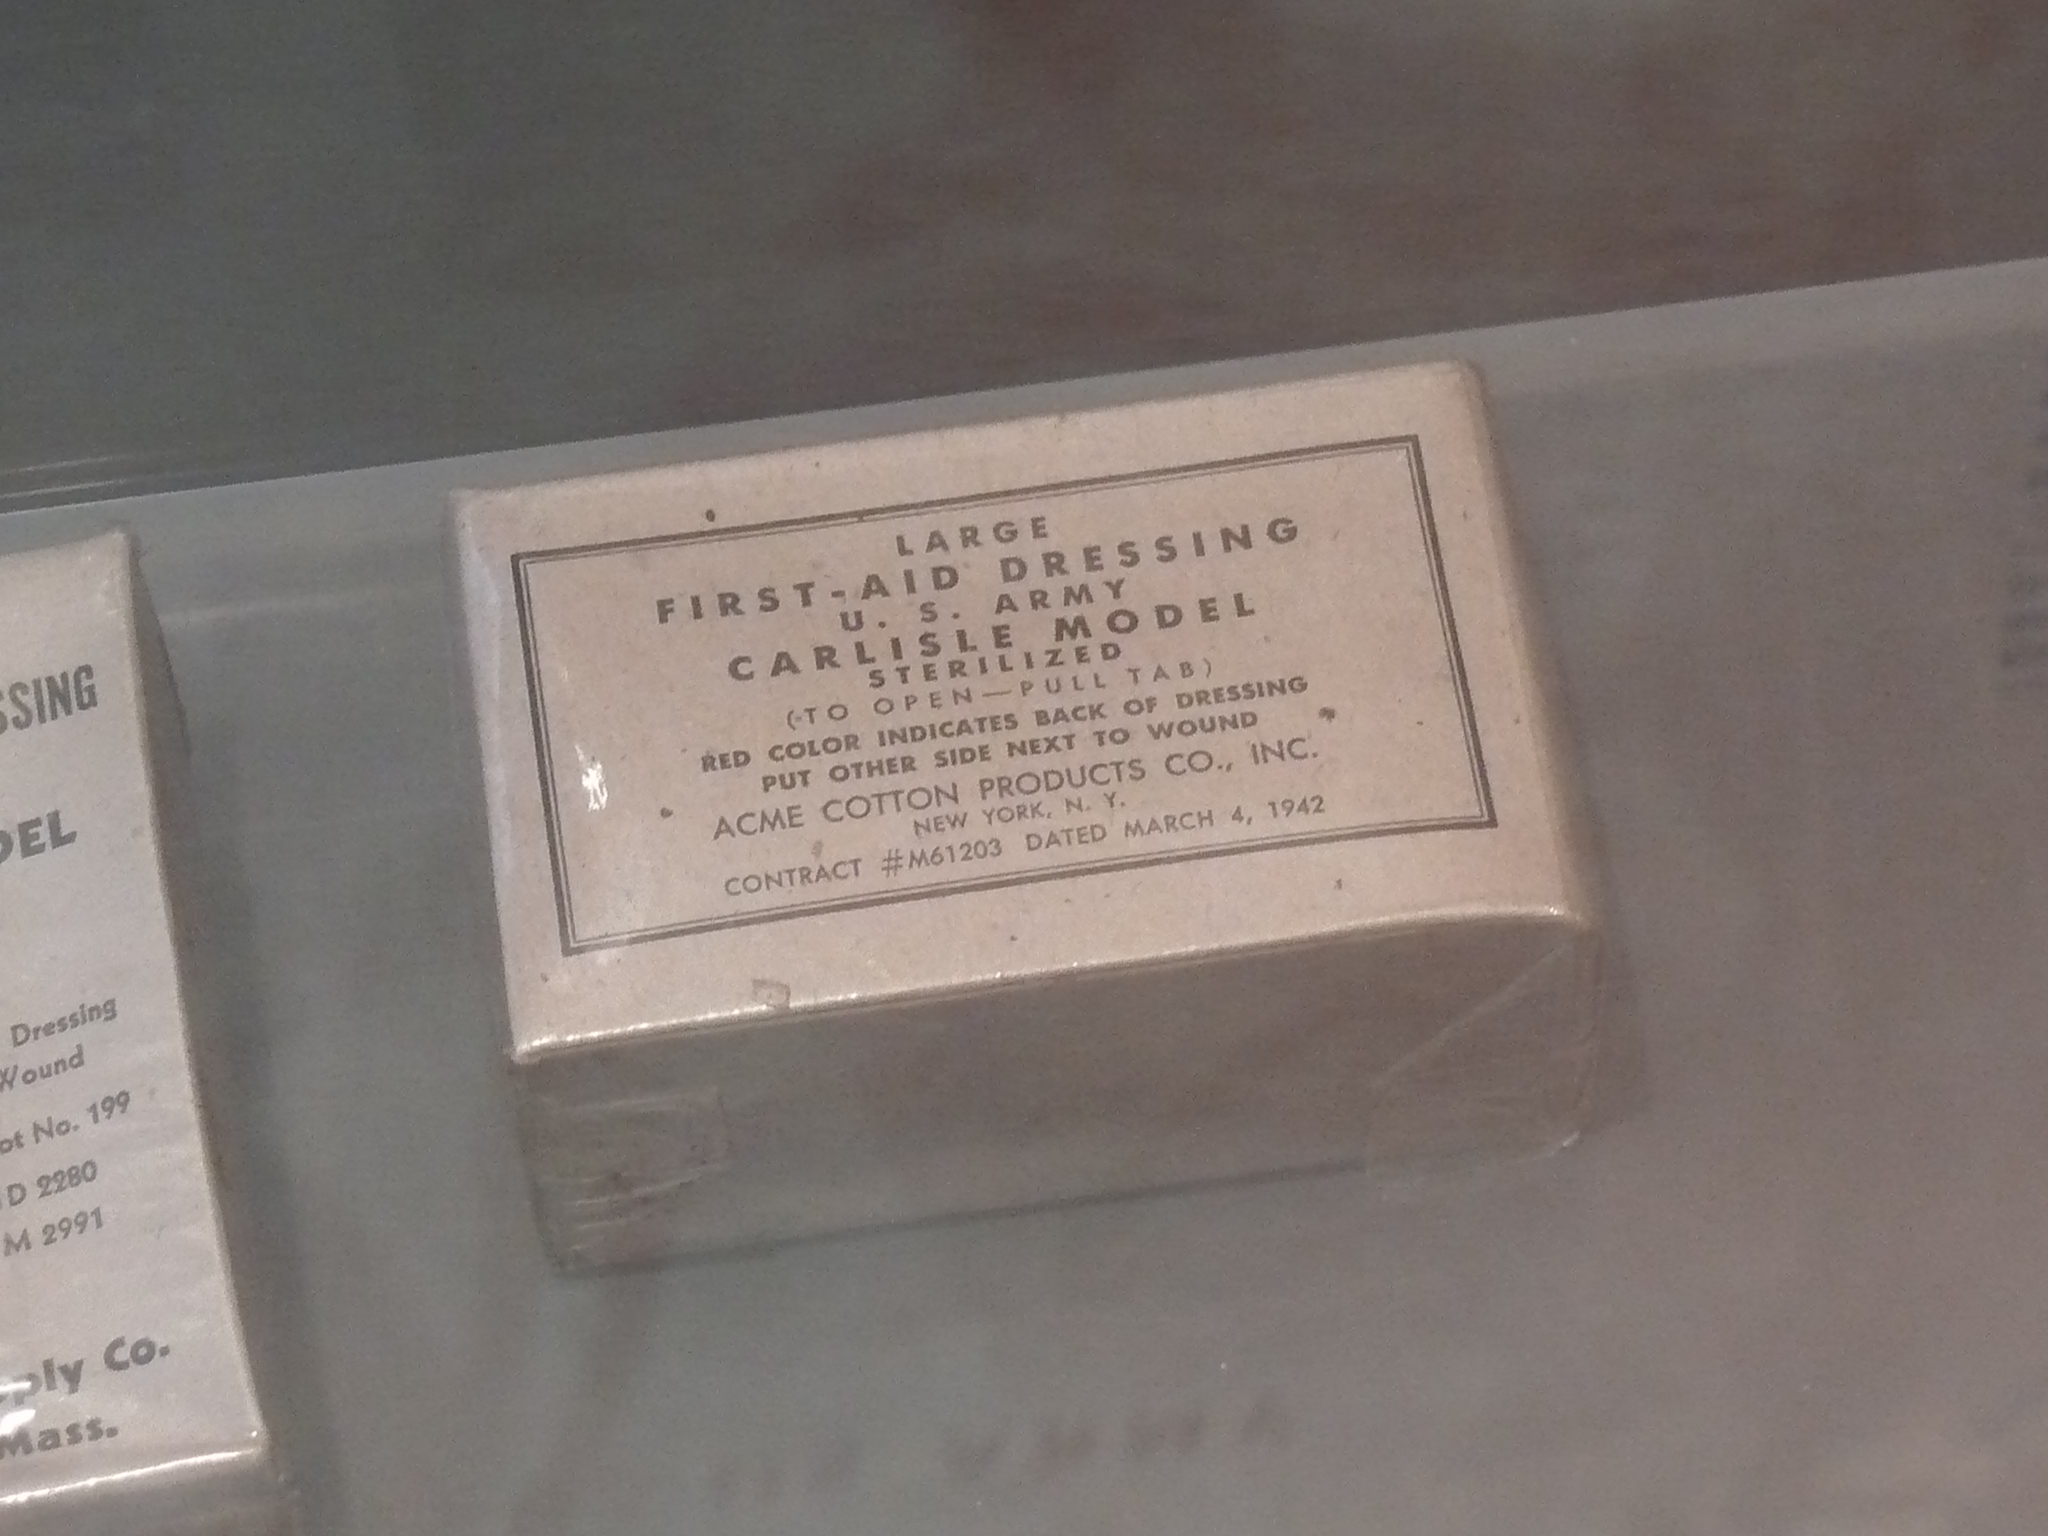 LARGE
FIRST-AID DRESSING
U. S. ARMY
CARLISLE MODEL
STERILIZED
(TO OPEN—PULL TAB)
RED COLOR INDICATES BACK OF DRESSING
PUT OTHER SIDE NEXT TO WOUND
ACME COTTON PRODUCTS CO., INC.
NEW YORK, N. Y.
CONTRACT #M61203 DATED MARCH 4, 1942
SSING
DEL
Dressing
Wound
ot No. 199
D 2280
M 2991
pply Co.
Mass.